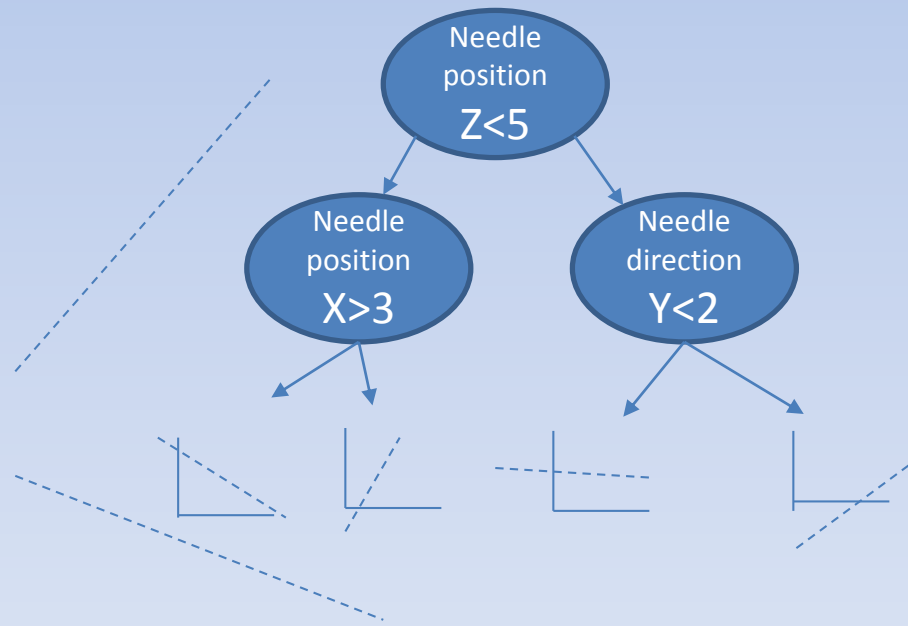 Needle
position
Z<5
Needle
position
X>3
Needle
direction
Y<2